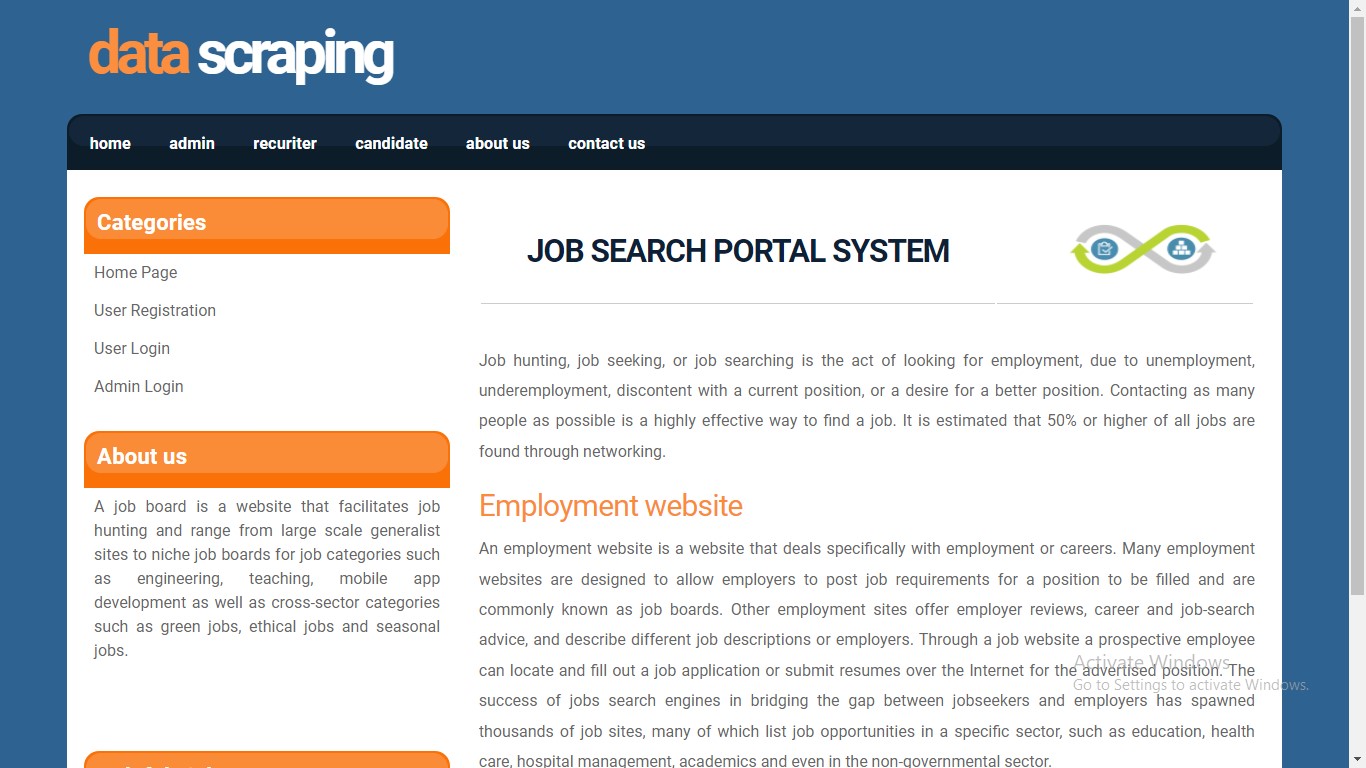 data scraping
home admin recuriter candidate about us contact us
Categories
Home Page
User Registration
User Login
Admin Login
About us
A job board is a website that facilitates job
hunting and range from large scale generalist
sites to niche job boards for job categories such
as engineering, teaching, mobile app
development as well as cross-sector categories
such as green jobs, ethical jobs and seasonal
jobs.
JOB SEARCH PORTAL SYSTEM
Job hunting, job seeking, or job searching is the act of looking for employment, due to unemployment,
underemployment, discontent with a current position, or a desire for a better position. Contacting as many
people as possible is a highly effective way to find a job. It is estimated that 50% or higher of all jobs are
found through networking.
Employment website
An employment website is a website that deals specifically with employment or careers. Many employment
websites are designed to allow employers to post job requirements for a position to be filled and are
commonly known as job boards. Other employment sites offer employer reviews, career and job-search
advice, and describe different job descriptions or employers. Through a job website a prospective employee
can locate and fill out a job application or submit resumes over the Internet for the advertised position. The
success of jobs search engines in bridging the gap between jobseekers and employers has spawned
thousands of job sites, many of which list job opportunities in a specific sector, such as education, health
care, hospital management, academics and even in the non-governmental sector.
Activate Windows
Go to Settings to activate Windows.